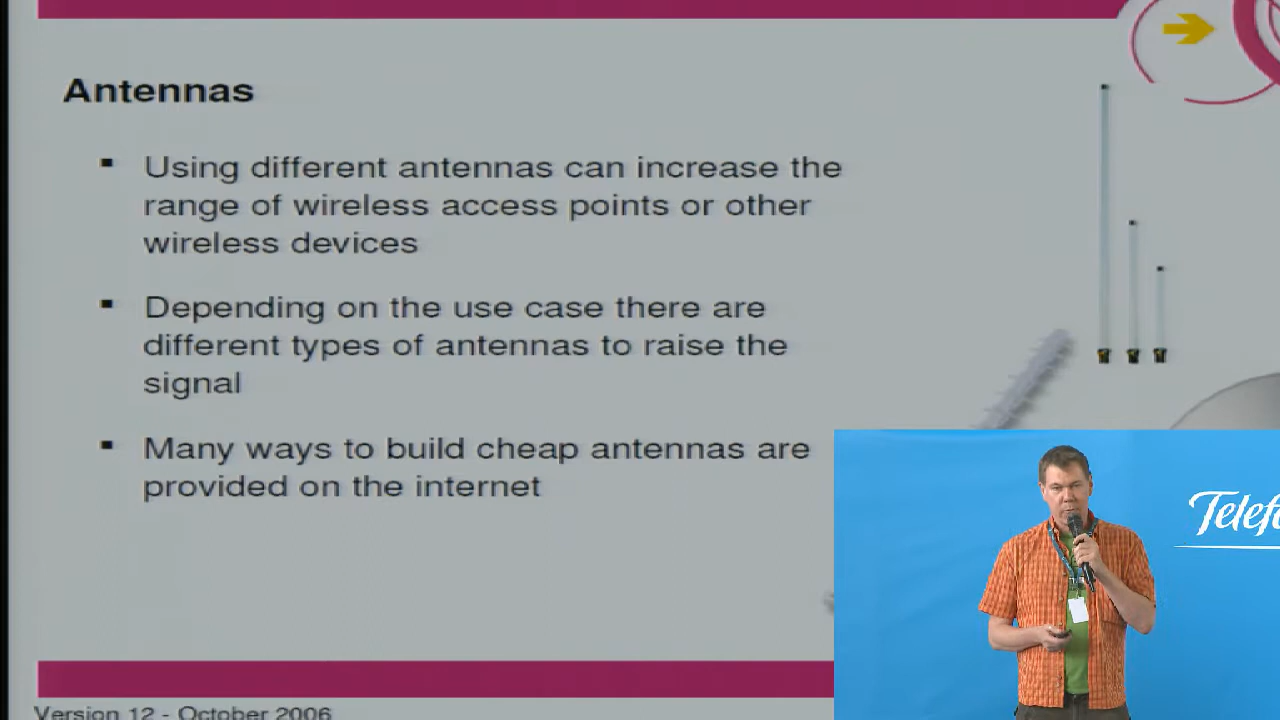 Antennas
▪ Using different antennas can increase the
range of wireless access points or other
wireless devices
▪ Depending on the use case there are
different types of antennas to raise the
signal
▪ Many ways to build cheap antennas are
provided on the internet
Telef
Version 12 - October 2006